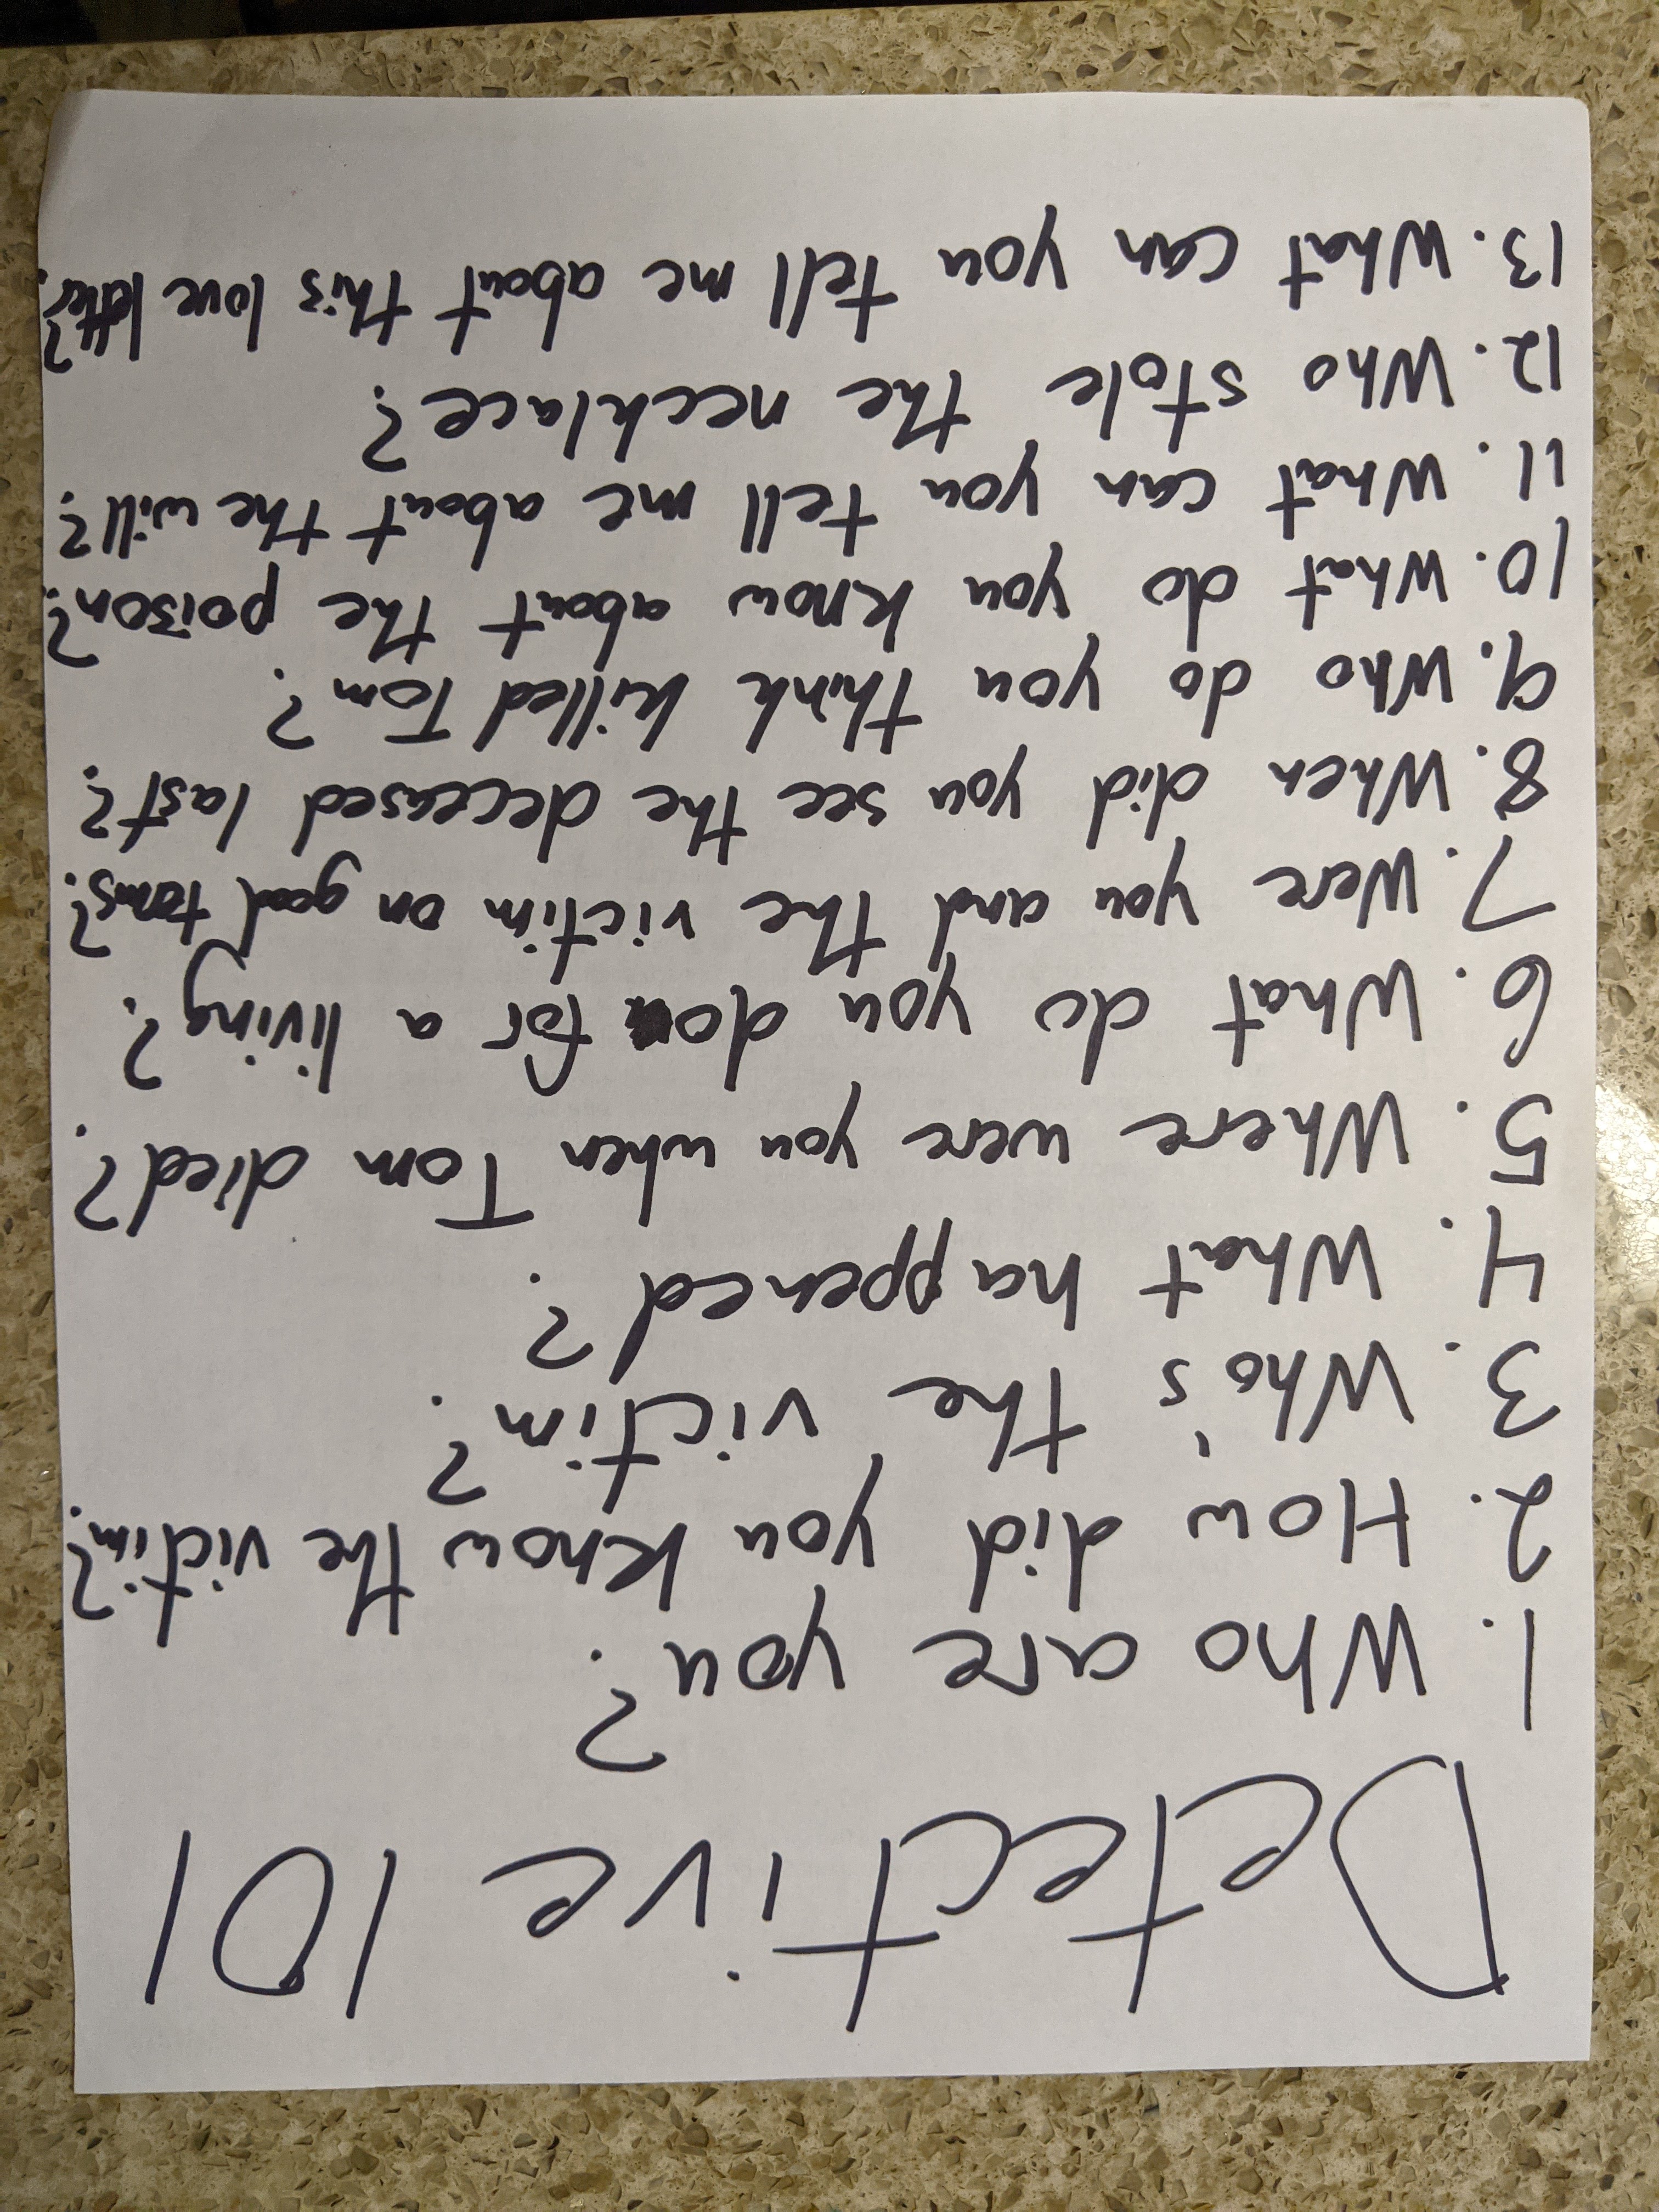 Detective 101
1. Who are you?
2. How did you know the victim?
3. Who's the victim?
4. What happened?
5. Where were you when Tom died?
6. What do you do for a living?
7. Were you and the victim on good terms?
8. When did you see the deceased last?
9. Who do you think killed Tom?
10. What do you know about the poison?
11. What can you tell me about the will?
12. Who stole the necklace?
13. What can you tell me about this love letter?